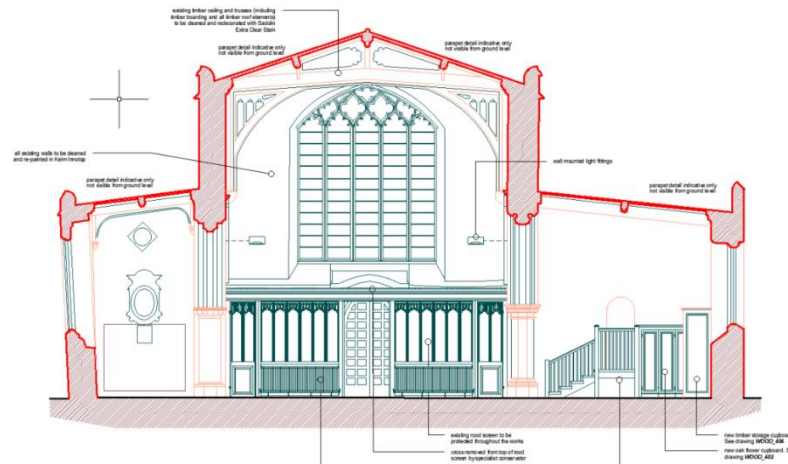 existing timber ceiling and trusses (including
timber boarding and all timber roof elements)
to be cleaned and redecorated with Sadolin
Extra Clear Stain
parapet detail indicative only
not visible from ground level
parapet detail indicative only
not visible from ground level
all existing walls to be cleaned
and re-painted in Keim Innotop
wall mounted light fittings
parapet detail indicative only
not visible from ground level
parapet detail indicative only
not visible from ground level
existing rood screen to be
protected throughout the works
cross removed from top of rood
screen by specialist conservator
new timber storage cupboa
See drawing WOOD_404
new oak flower cupboard. S
drawing WOOD_403